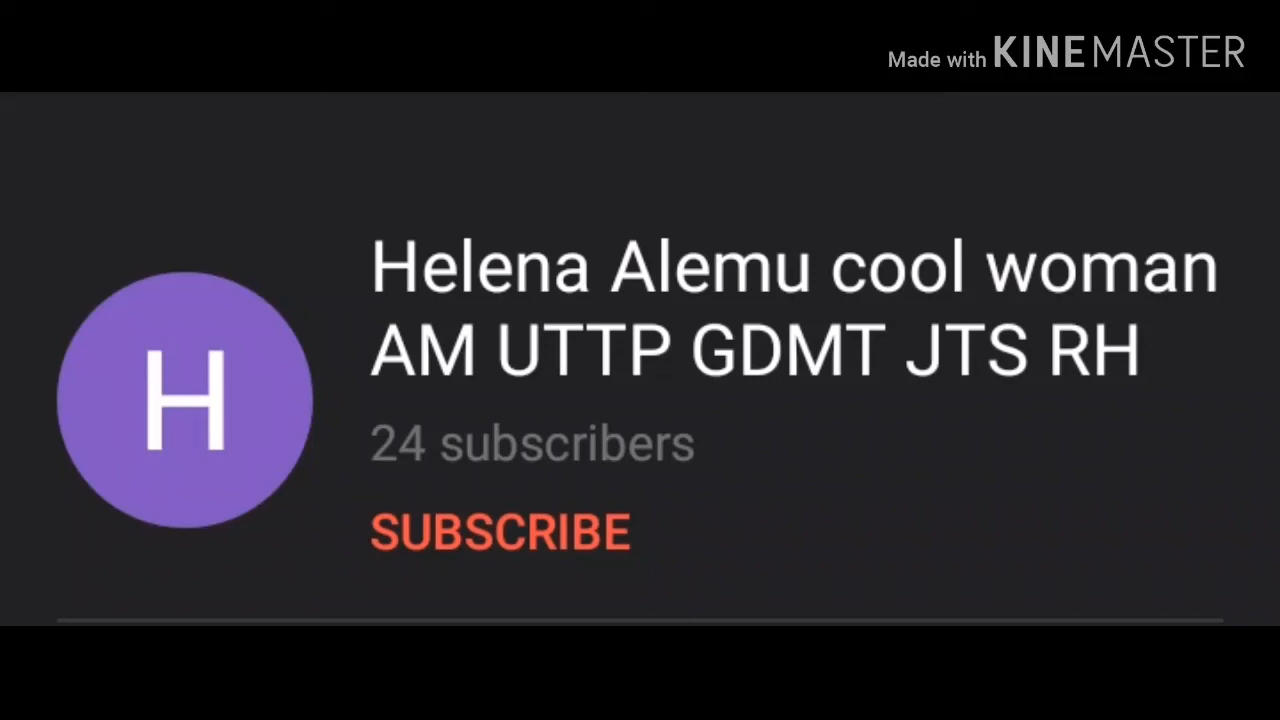 Made with KINEMASTER
H
Helena Alemu cool woman
AM UTTP GDMT JTS RH
24 subscribers
SUBSCRIBE